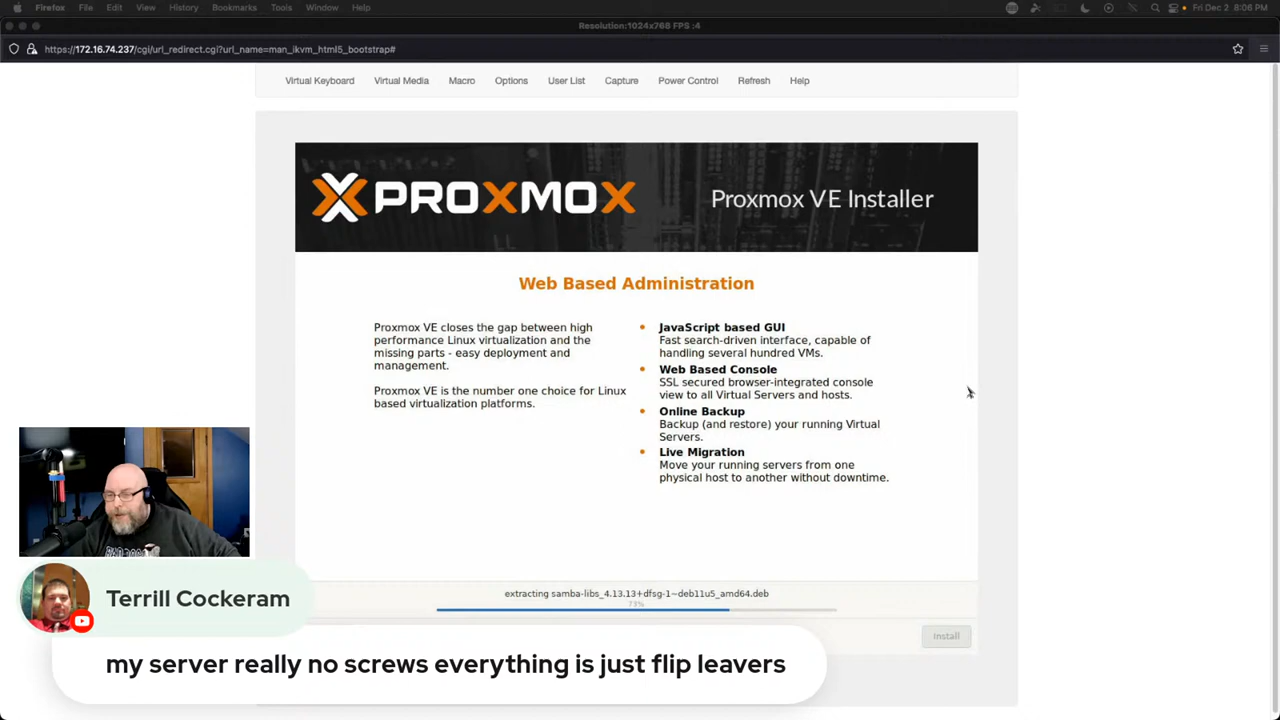 Firefox File Edit View History Bookmarks Tools Window Help
Fri Dec 2 8:06 PM
Resolution:1024x768 FPS :4
https://172.16.74.237/cgi/url_redirect.cgi?url_name=man_ikvm_html5_bootstrap#
Virtual Keyboard Virtual Media Macro Options User List Capture Power Control Refresh Help
PROXMOX
Proxmox VE Installer
Web Based Administration
Proxmox VE closes the gap between high
performance Linux virtualization and the
missing parts - easy deployment and
management.
Proxmox VE is the number one choice for Linux
based virtualization platforms.
• JavaScript based GUI
Fast search-driven interface, capable of
handling several hundred VMs.
• Web Based Console
SSL secured browser-integrated console
view to all Virtual Servers and hosts.
• Online Backup
Backup (and restore) your running Virtual
Servers.
• Live Migration
Move your running servers from one
physical host to another without downtime.
extracting samba-libs_4.13.13+dfsg-1~deb11u5_amd64.deb
73%
Install
Terrill Cockeram
my server really no screws everything is just flip leavers